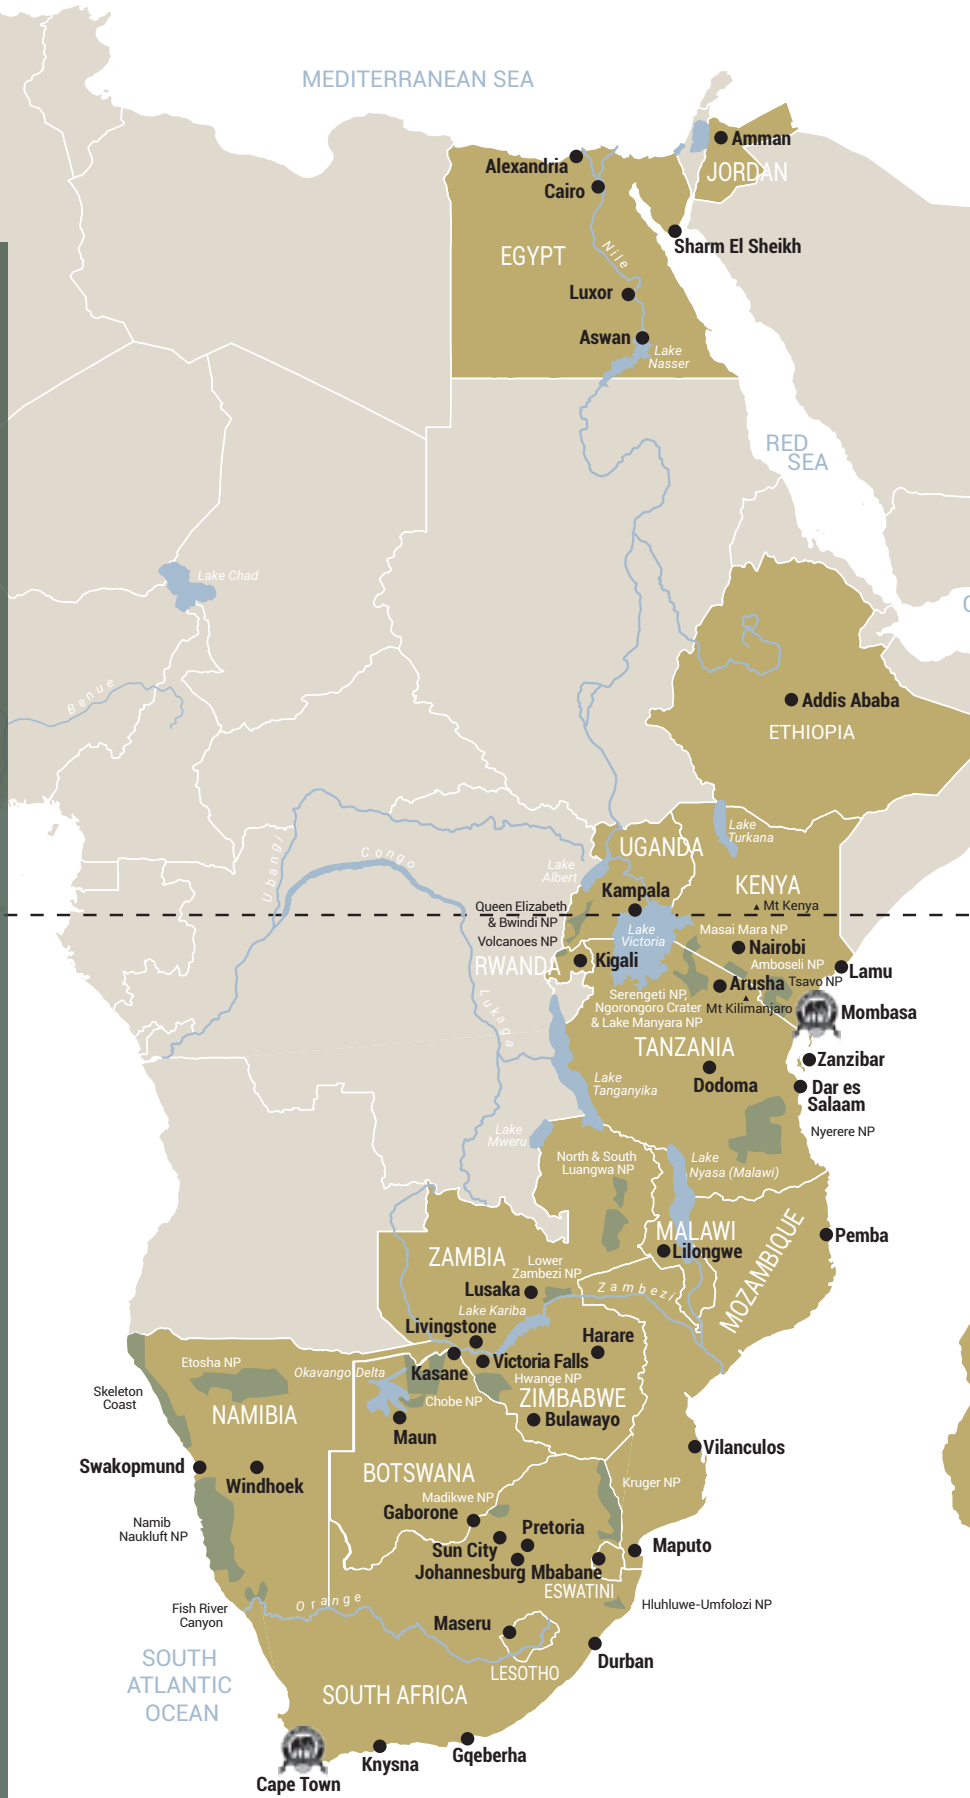 MEDITERRANEAN SEA
Amman
JORDAN
Alexandria
Cairo
Sharm El Sheikh
EGYPT
Nile
Luxor
Aswan
Lake
Nasser
RED
SEA
Lake Chad
Benue
Addis Ababa
ETHIOPIA
Lake
Turkana
UGANDA
Ubangi
Congo
Lake
Albert
KENYA
Kampala
Mt Kenya
Queen Elizabeth
& Bwindi NP
Lake
Victoria
Masai Mara NP
Volcanoes NP
Nairobi
RWANDA
Kigali
Amboseli NP
Lamu
Arusha
Tsavo NP
Serengeti NP,
Ngorongoro Crater
& Lake Manyara NP
Mt Kilimanjaro
Mombasa
Lukaga
TANZANIA
Zanzibar
Dodoma
Lake
Tanganyika
Dar es
Salaam
Nyerere NP
Lake
Mweru
North & South
Luangwa NP
Lake
Nyasa (Malawi)
MALAWI
Lilongwe
MOZAMBIQUE
Pemba
ZAMBIA
Lower
Zambezi NP
Lusaka
Zambezi
Lake Kariba
Livingstone
Harare
Kasane
Victoria Falls
Etosha NP
Okavango Delta
Hwange NP
Chobe NP
ZIMBABWE
Skeleton
Coast
NAMIBIA
Bulawayo
Maun
Vilanculos
Swakopmund
Windhoek
BOTSWANA
Kruger NP
Madikwe NP
Gaborone
Namib
Naukluft NP
Pretoria
Sun City
Maputo
Johannesburg
Mbabane
ESWATINI
Orange
Fish River
Canyon
Hluhluwe-Umfolozi NP
Maseru
Durban
LESOTHO
SOUTH
ATLANTIC
OCEAN
SOUTH AFRICA
Gqeberha
Knysna
Cape Town